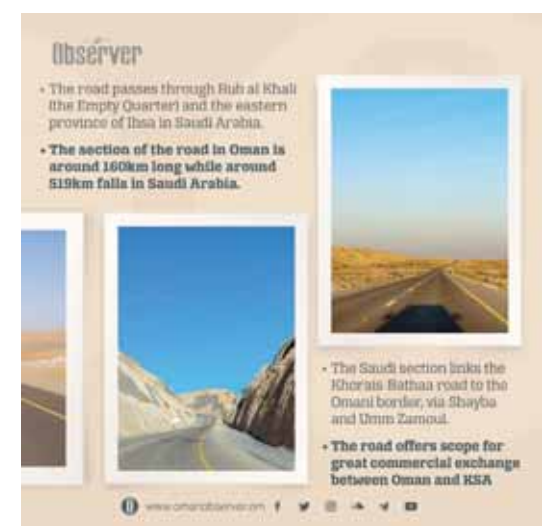 Observer
• The road passes through Rub al Khali
(the Empty Quarter) and the eastern
province of Ihsa in Saudi Arabia.
• The section of the road in Oman is
around 160km long while around
519km falls in Saudi Arabia.
• The Saudi section links the
Khorais Bathaa road to the
Omani border, via Shayba
and Umm Zamoul.
• The road offers scope for
great commercial exchange
between Oman and KSA
www.omanobserver.om